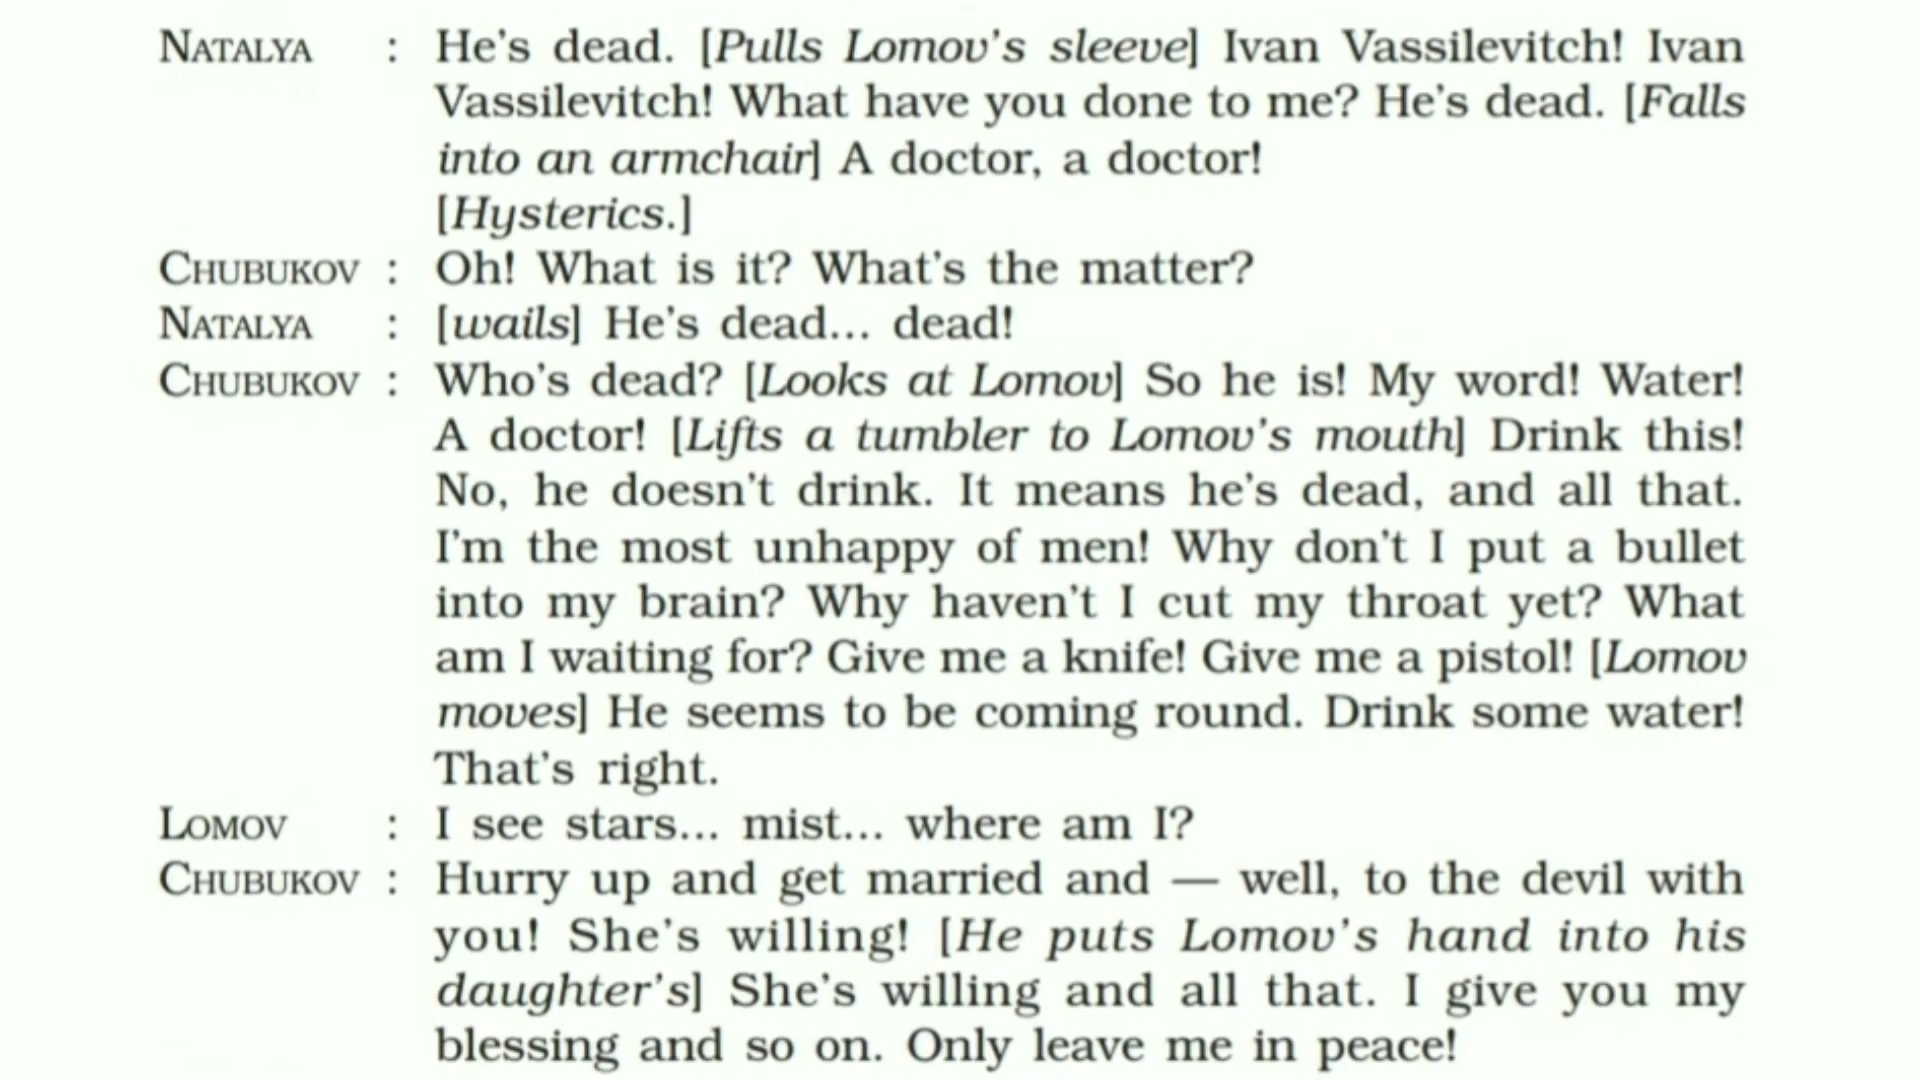 NATALYA : He's dead. [Pulls Lomov's sleeve] Ivan Vassilevitch! Ivan
Vassilevitch! What have you done to me? He's dead. [Falls
into an armchair] A doctor, a doctor!
[Hysterics.]
CHUBUKOV : Oh! What is it? What's the matter?
NATALYA : [wails] He's dead... dead!
CHUBUKOV : Who's dead? [Looks at Lomov] So he is! My word! Water!
A doctor! [Lifts a tumbler to Lomov's mouth] Drink this!
No, he doesn't drink. It means he's dead, and all that.
I'm the most unhappy of men! Why don't I put a bullet
into my brain? Why haven't I cut my throat yet? What
am I waiting for? Give me a knife! Give me a pistol! [Lomov
moves] He seems to be coming round. Drink some water!
That's right.
LOMOV : I see stars... mist... where am I?
CHUBUKOV : Hurry up and get married and — well, to the devil with
you! She's willing! [He puts Lomov's hand into his
daughter's] She's willing and all that. I give you my
blessing and so on. Only leave me in peace!